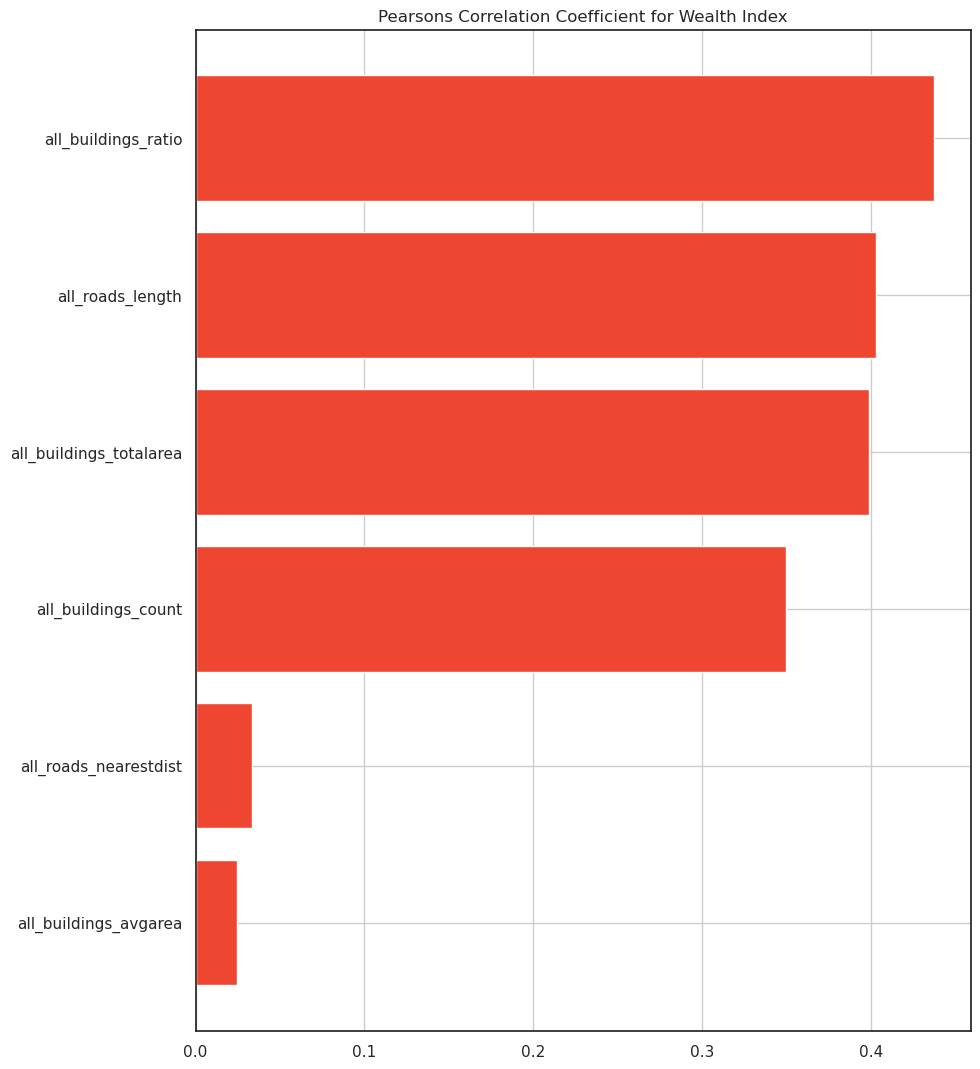 Pearsons Correlation Coefficient for Wealth Index
all_buildings_ratio
all_roads_length
all_buildings_totalarea
all_buildings_count
all_roads_nearestdist
all_buildings_avgarea
0.0 0.1 0.2 0.3 0.4